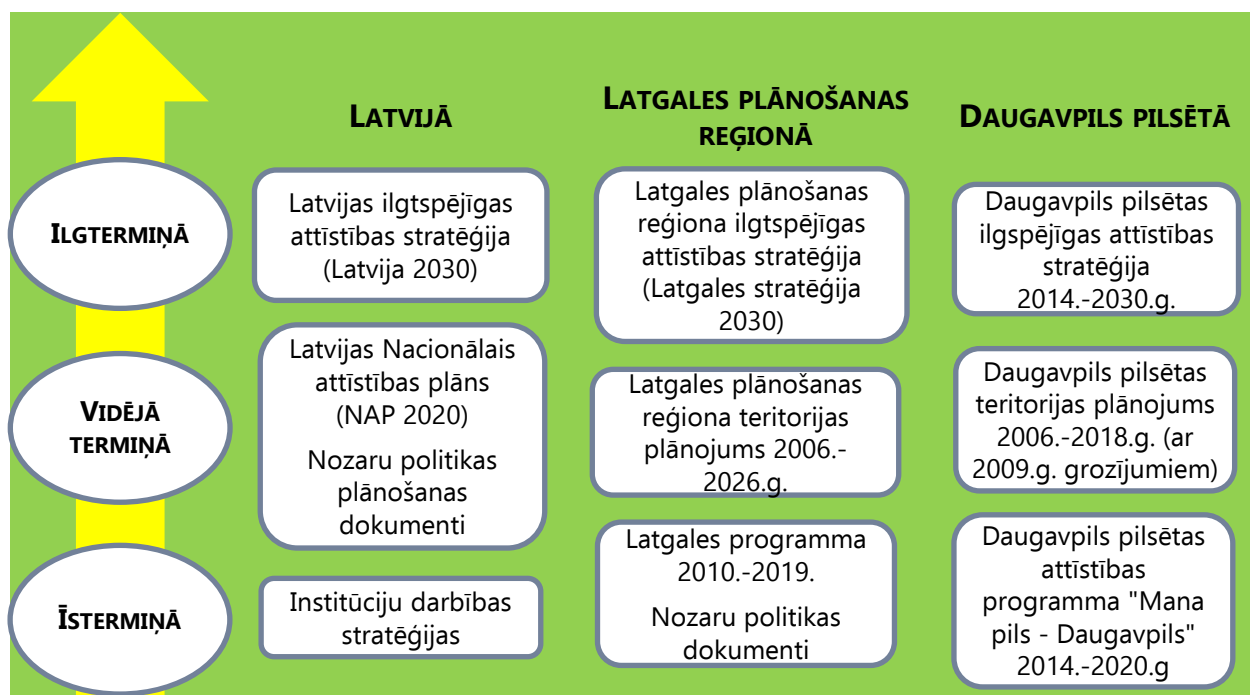 LATVIJĀ
LATGALES PLĀNOŠANAS
REĢIONĀ
DAUGAVPILS PILSĒTĀ
ILGTERMIŅĀ
Latvijas ilgtspējīgas
attīstības stratēģija
(Latvija 2030)
Latgales plānošanas
reģiona ilgtspējīgas
attīstības stratēģija
(Latgales stratēģija
2030)
Daugavpils pilsētas
ilgspējīgas attīstības
stratēģija
2014.-2030.g.
VIDĒJĀ
TERMIŅĀ
Latvijas Nacionālais
attīstības plāns
(NAP 2020)
Nozaru politikas
plānošanas
dokumenti
Latgales plānošanas
reģiona teritorijas
plānojums 2006.-
2026.g.
Daugavpils pilsētas
teritorijas plānojums
2006.-2018.g. (ar
2009.g. grozījumiem)
ĪSTERMIŅĀ
Institūciju darbības
stratēģijas
Latgales programma
2010.-2019.
Nozaru politikas
dokumenti
Daugavpils pilsētas
attīstības
programma "Mana
pils - Daugavpils"
2014.-2020.g